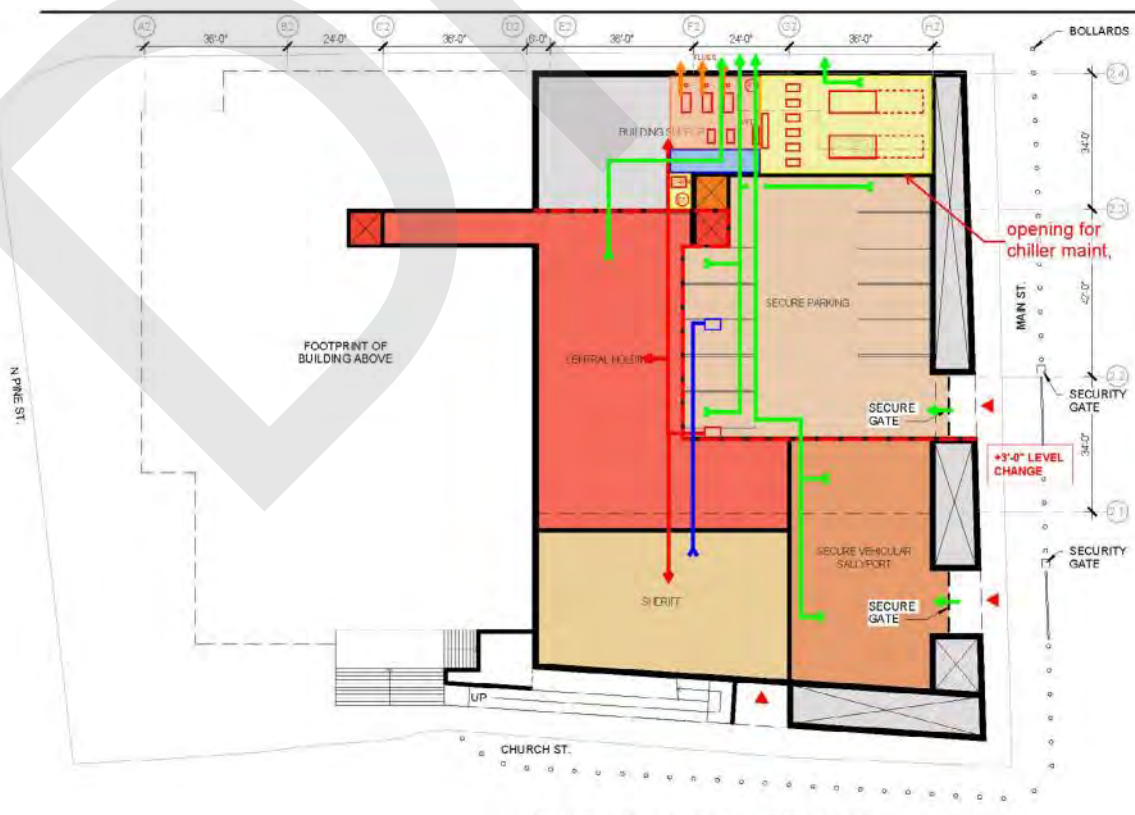 A2
B2
C2
D2
E2
F2
G2
H2
36'-0"
24'-0"
36'-0"
6'-0"
36'-0"
24'-0"
36'-0"
BOLLARDS
FLUES
2.4
BUILDING
34'-0"
2.3
opening for
chiller maint,
SECURE PARKING
MAIN ST.
42'-0"
FOOTPRINT OF
BUILDING ABOVE
CENTRAL HOLDING
N PINE ST.
2.2
SECURITY
GATE
SECURE
GATE
34'-0"
+3'-0" LEVEL
CHANGE
2.1
SECURE VEHICULAR
SALLYPORT
SECURITY
GATE
SHERIFF
SECURE
GATE
UP
CHURCH ST.